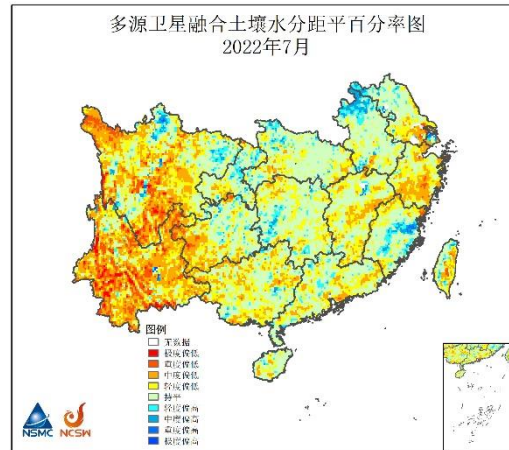 多源卫星融合土壤水分距平百分率图
2022年7月
图例
无数据
极度偏低
重度偏低
中度偏低
轻度偏低
持平
轻度偏高
中度偏高
重度偏高
极度偏高
NSMC
NCSW